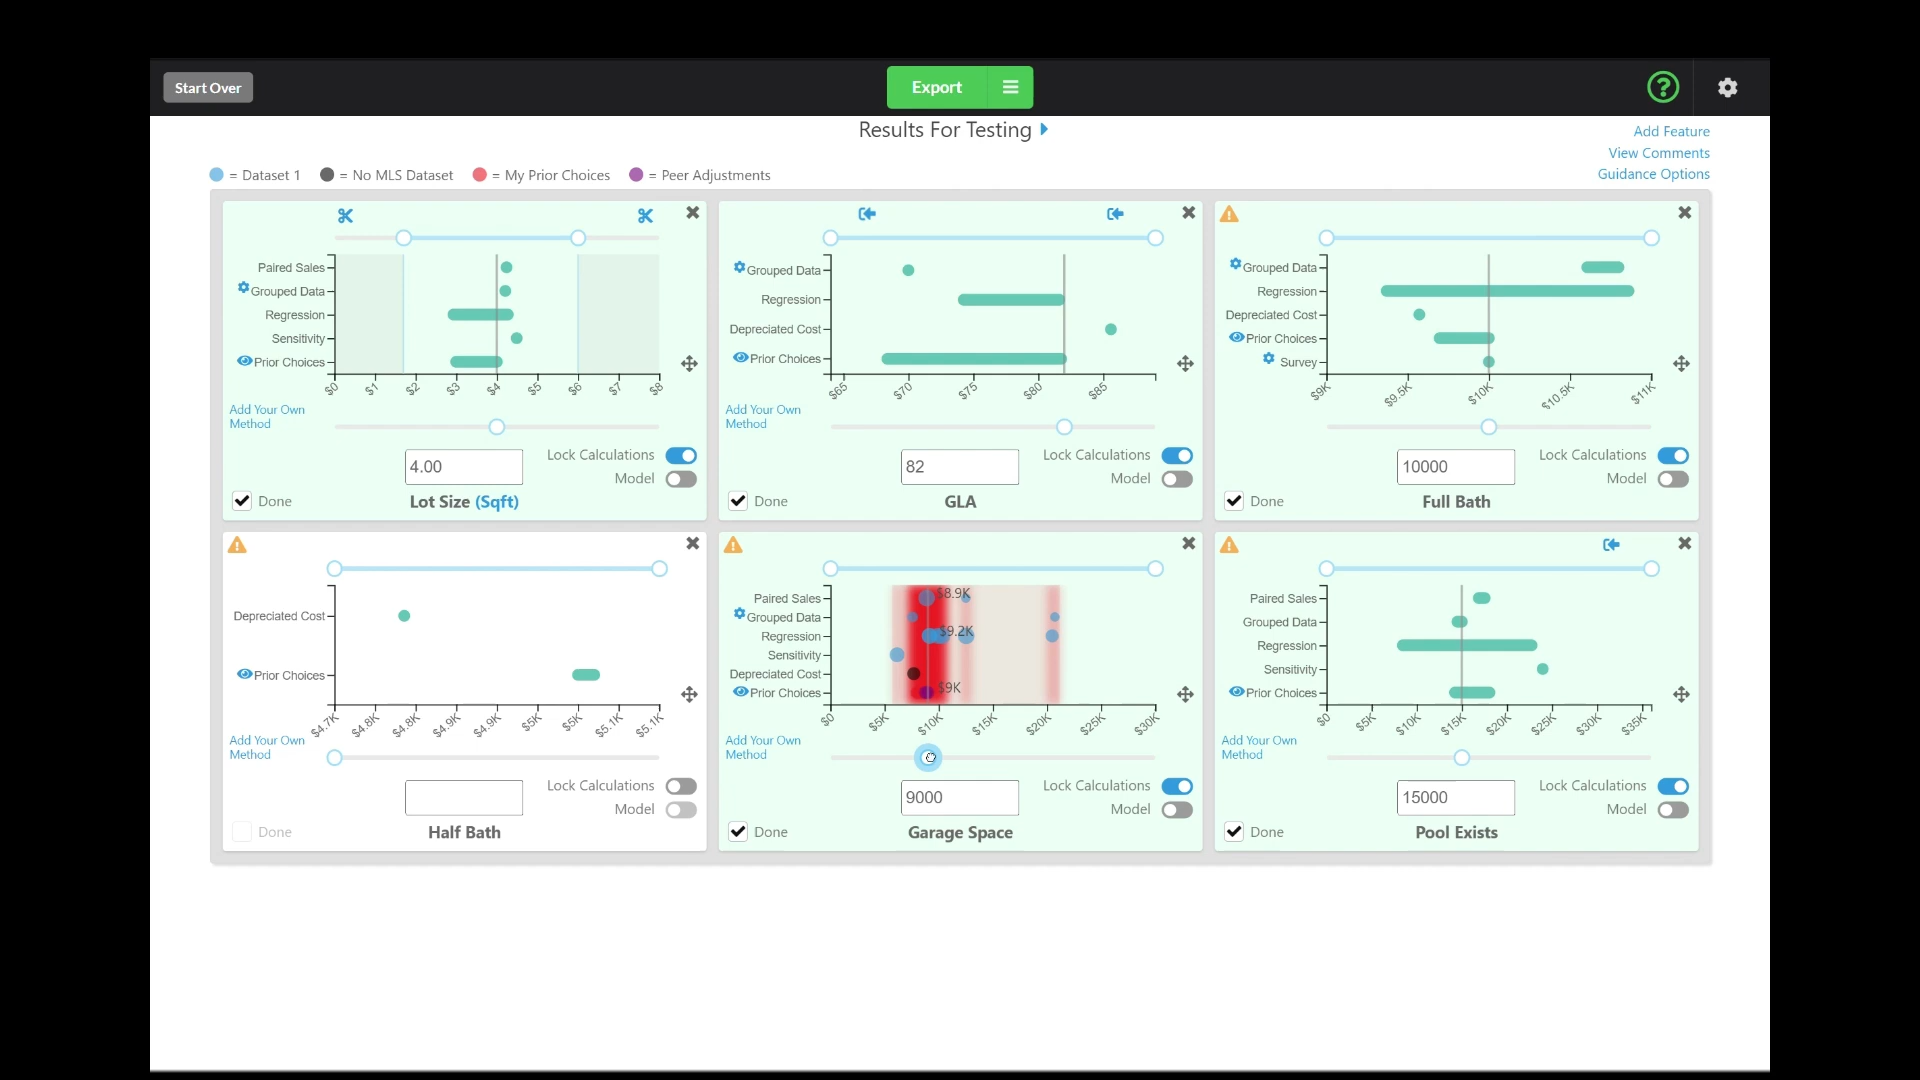 Start Over
Export
Results For Testing
Add Feature
View Comments
Guidance Options
= Dataset 1
= No MLS Dataset
= My Prior Choices
= Peer Adjustments
Paired Sales
Grouped Data
Regression
Sensitivity
Prior Choices
$0 $1 $2 $3 $4 $5 $6 $7 $8
Add Your Own
Method
Lock Calculations
4.00
Model
Done
Lot Size (Sqft)
Grouped Data
Regression
Depreciated Cost
Prior Choices
$65 $70 $75 $80 $85
Add Your Own
Method
Lock Calculations
82
Model
Done
GLA
Grouped Data
Regression
Depreciated Cost
Prior Choices
Survey
$9K $9.5K $10K $10.5K $11K
Lock Calculations
10000
Model
Done
Full Bath
Depreciated Cost
Prior Choices
$4.7K $4.8K $4.8K $4.9K $4.9K $5K $5K $5.1K $5.1K
Add Your Own
Method
Lock Calculations
Model
Done
Half Bath
Paired Sales
$8.9K
Grouped Data
Regression
$9.2K
Sensitivity
Depreciated Cost
Prior Choices
$9K
$0 $5K $10K $15K $20K $25K $30K
Add Your Own
Method
Lock Calculations
9000
Model
Done
Garage Space
Paired Sales
Grouped Data
Regression
Sensitivity
Prior Choices
$0 $5K $10K $15K $20K $25K $30K $35K
Add Your Own
Method
Lock Calculations
15000
Model
Done
Pool Exists